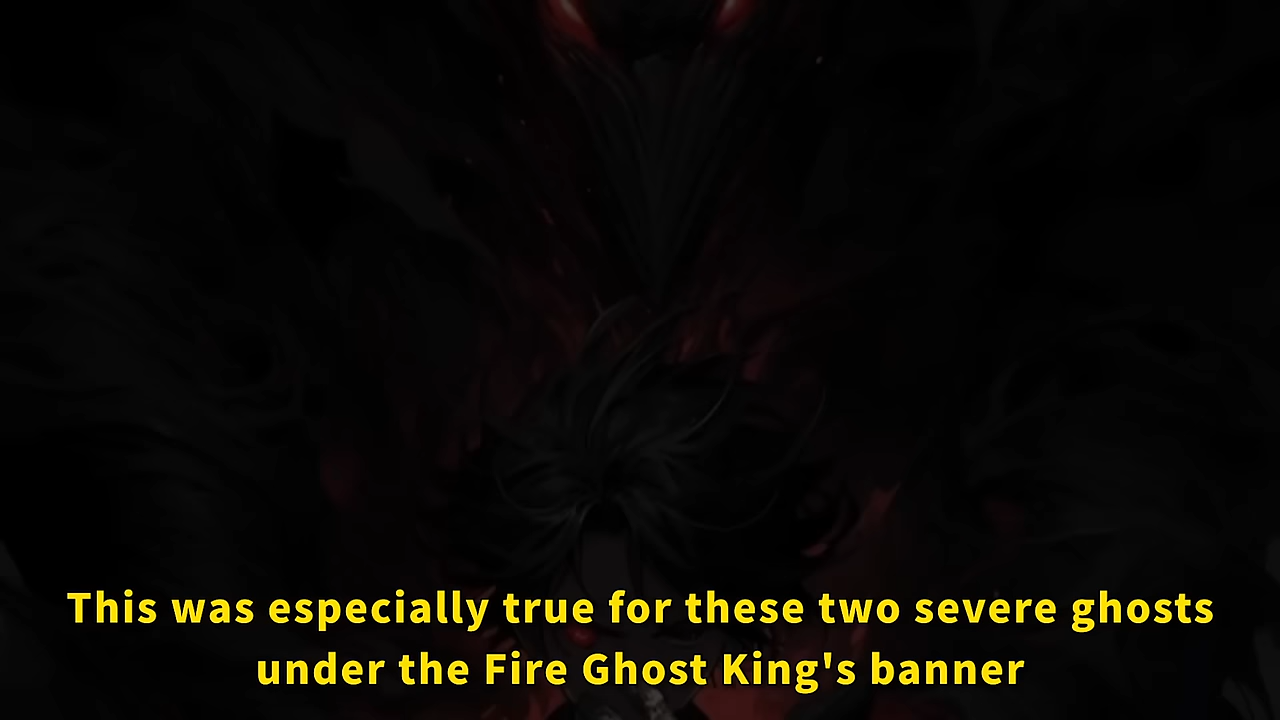 This was especially true for these two severe ghosts
under the Fire Ghost King's banner